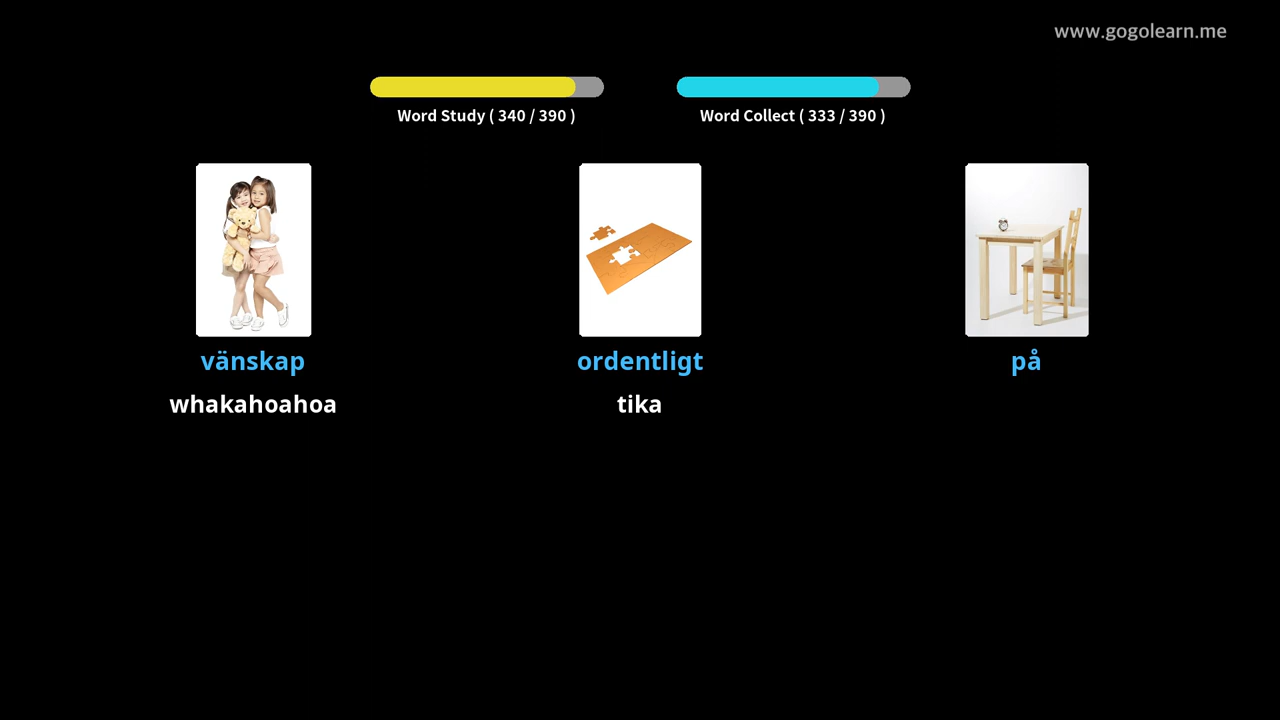 www.gogolearn.me
Word Study ( 340 / 390 )
Word Collect ( 333 / 390 )
vänskap
ordentligt
på
whakahoahoa
tika